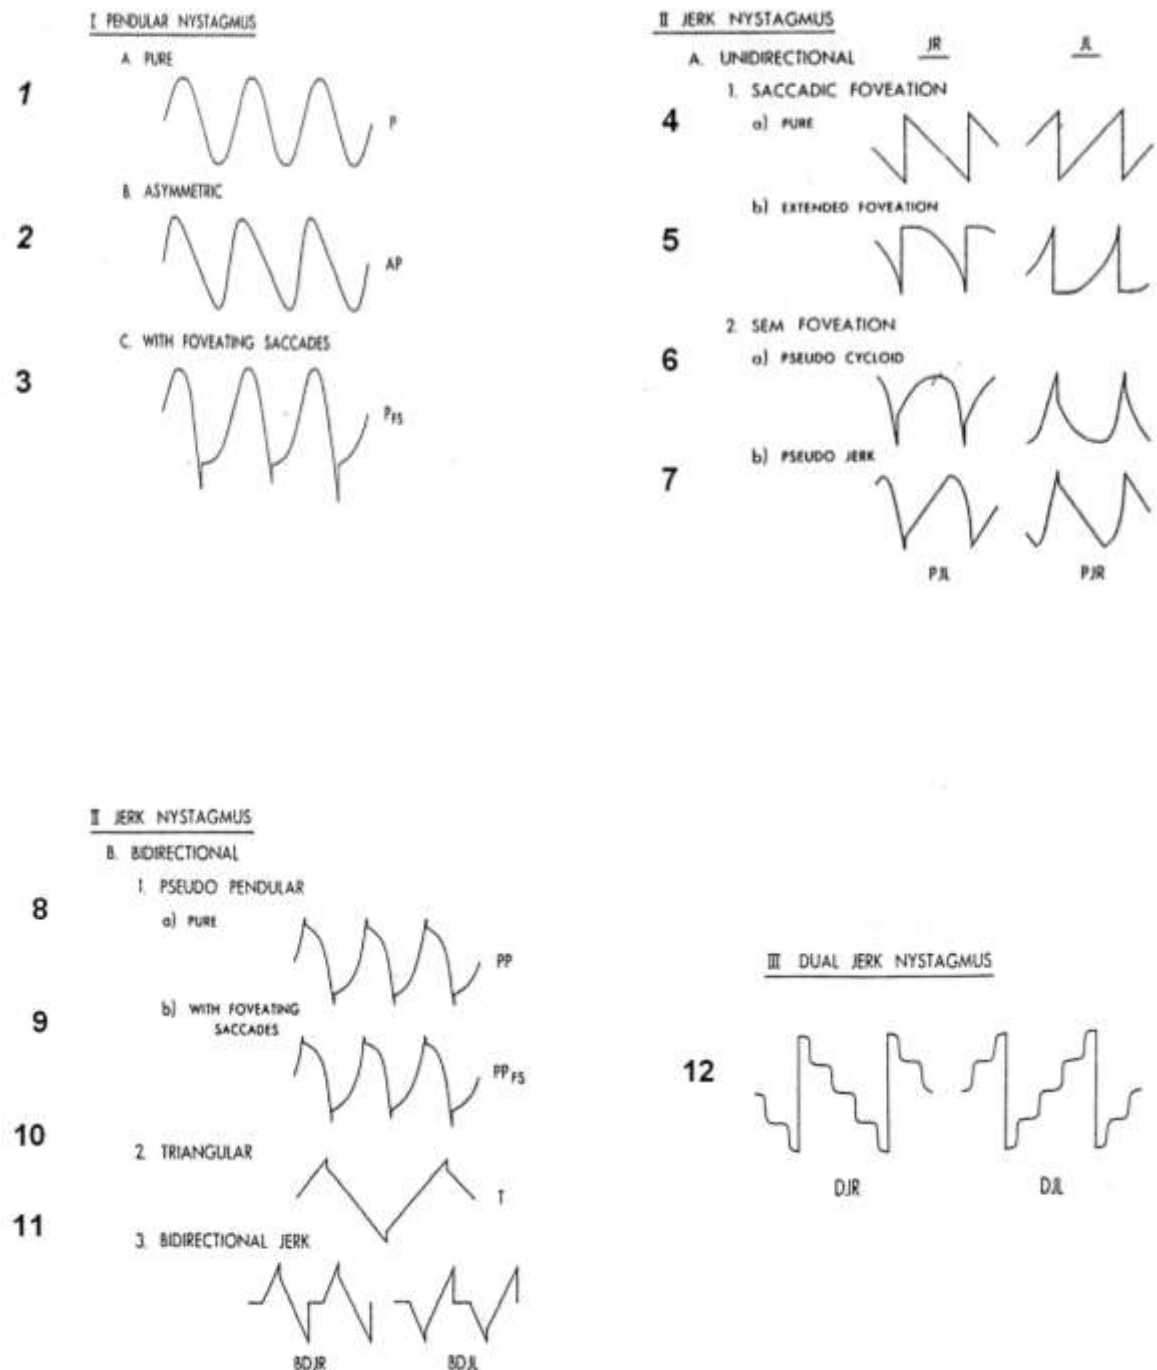 I PENDULAR NYSTAGMUS
A. PURE
1
P
B. ASYMMETRIC
2
AP
C. WITH FOVEATING SACCADES
3
PFS
II JERK NYSTAGMUS
A. UNIDIRECTIONAL JR JL
1. SACCADIC FOVEATION
4 a) PURE
b) EXTENDED FOVEATION
5
2. SEM FOVEATION
6 a) PSEUDO CYCLOID
b) PSEUDO JERK
7
PJL PJR
II JERK NYSTAGMUS
B. BIDIRECTIONAL
1. PSEUDO PENDULAR
8 a) PURE
PP
9 b) WITH FOVEATING
SACCADES
PPFS
10 2. TRIANGULAR
T
11 3. BIDIRECTIONAL JERK
BDJR BDJL
III DUAL JERK NYSTAGMUS
12
DJR DJL